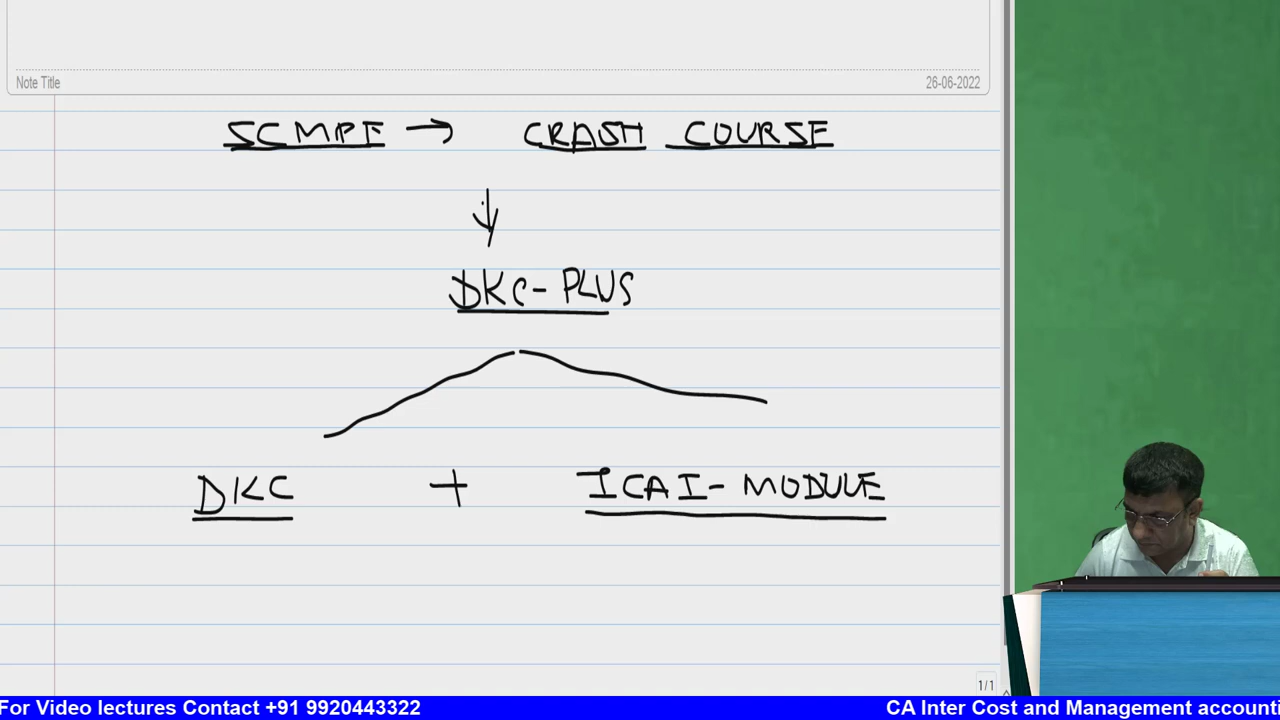 Note Title
26-06-2022
SCMPE → CRASH COURSE
↓
DKC - PLUS
DKC + ICAI - MODULE
1/1
For Video lectures Contact +91 9920443322
CA Inter Cost and Management accounti